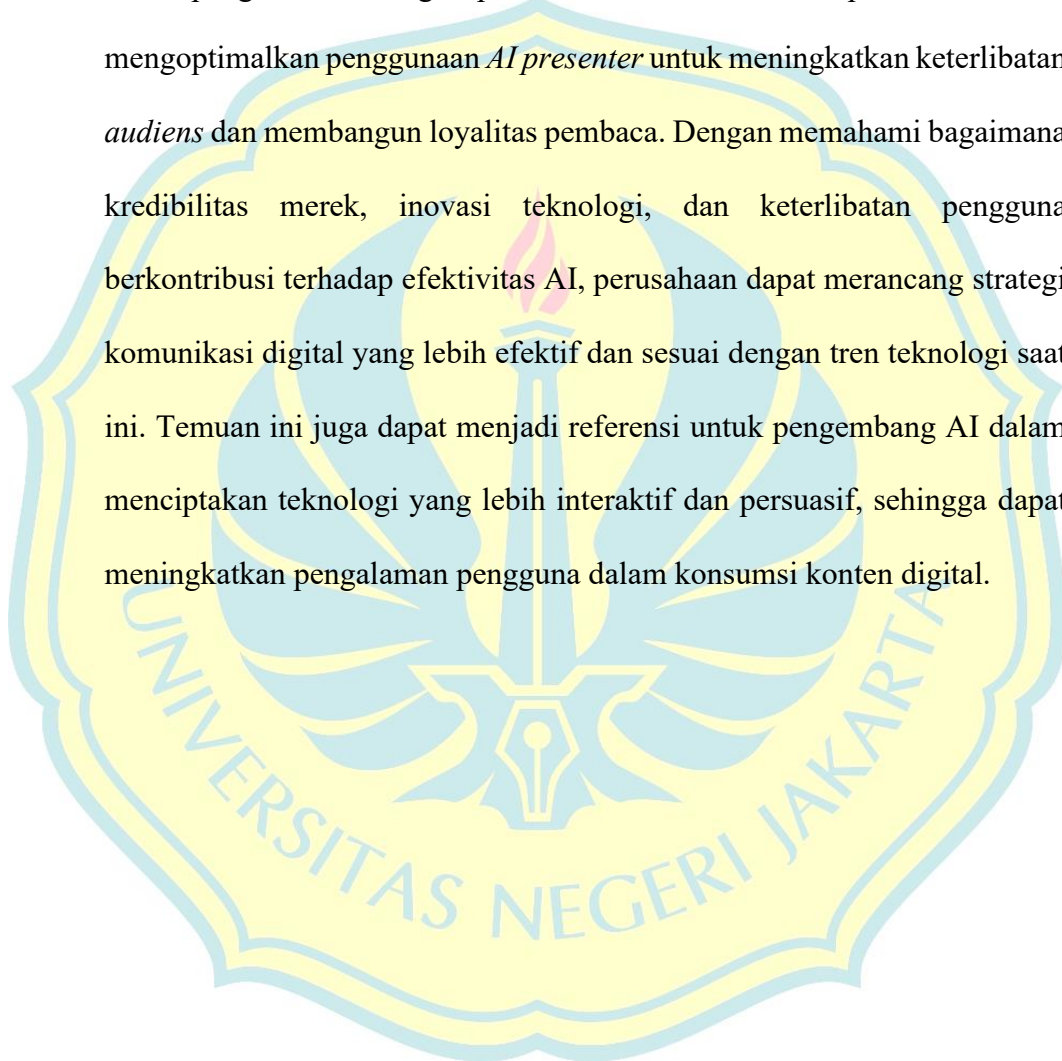 mengoptimalkan penggunaan AI presenter untuk meningkatkan keterlibatan
audiens dan membangun loyalitas pembaca. Dengan memahami bagaimana
kredibilitas merek, inovasi teknologi, dan keterlibatan pengguna
berkontribusi terhadap efektivitas AI, perusahaan dapat merancang strategi
komunikasi digital yang lebih efektif dan sesuai dengan tren teknologi saat
ini. Temuan ini juga dapat menjadi referensi untuk pengembang AI dalam
menciptakan teknologi yang lebih interaktif dan persuasif, sehingga dapat
meningkatkan pengalaman pengguna dalam konsumsi konten digital.
UNIVERSITAS NEGERI JAKARTA